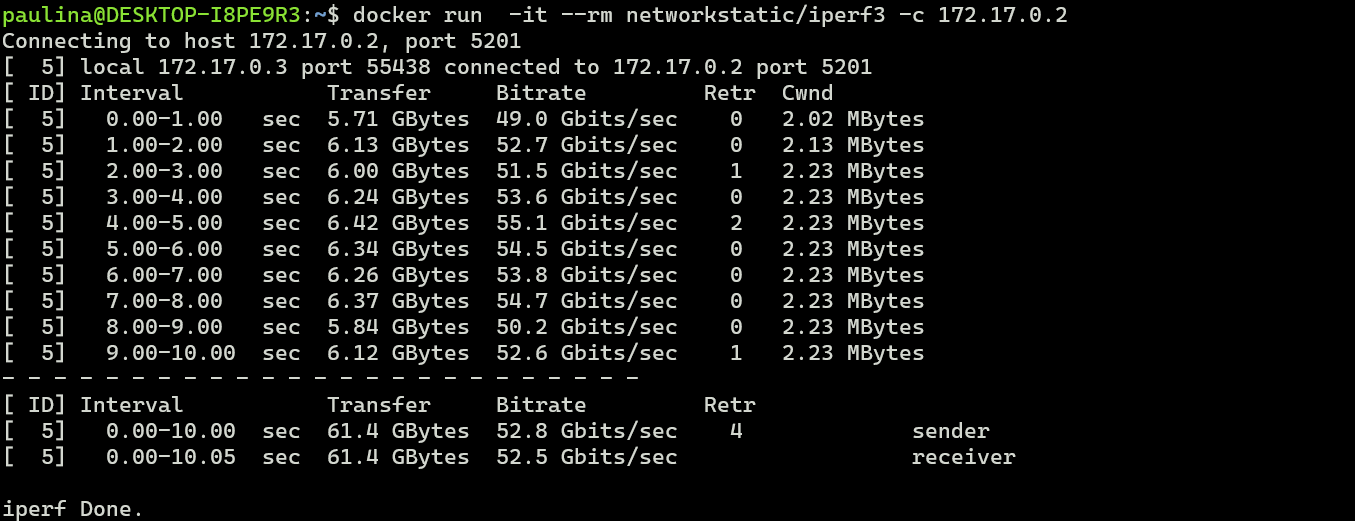 paulina@DESKTOP-I8PE9R3:~$ docker run  -it --rm networkstatic/iperf3 -c 172.17.0.2
Connecting to host 172.17.0.2, port 5201
[  5] local 172.17.0.3 port 55438 connected to 172.17.0.2 port 5201
[ ID] Interval           Transfer     Bitrate         Retr  Cwnd
[  5]   0.00-1.00   sec  5.71 GBytes  49.0 Gbits/sec    0   2.02 MBytes
[  5]   1.00-2.00   sec  6.13 GBytes  52.7 Gbits/sec    0   2.13 MBytes
[  5]   2.00-3.00   sec  6.00 GBytes  51.5 Gbits/sec    1   2.23 MBytes
[  5]   3.00-4.00   sec  6.24 GBytes  53.6 Gbits/sec    0   2.23 MBytes
[  5]   4.00-5.00   sec  6.42 GBytes  55.1 Gbits/sec    2   2.23 MBytes
[  5]   5.00-6.00   sec  6.34 GBytes  54.5 Gbits/sec    0   2.23 MBytes
[  5]   6.00-7.00   sec  6.26 GBytes  53.8 Gbits/sec    0   2.23 MBytes
[  5]   7.00-8.00   sec  6.37 GBytes  54.7 Gbits/sec    0   2.23 MBytes
[  5]   8.00-9.00   sec  5.84 GBytes  50.2 Gbits/sec    0   2.23 MBytes
[  5]   9.00-10.00  sec  6.12 GBytes  52.6 Gbits/sec    1   2.23 MBytes
- - - - - - - - - - - - - - - - - - - - - - - - -
[ ID] Interval           Transfer     Bitrate         Retr
[  5]   0.00-10.00  sec  61.4 GBytes  52.8 Gbits/sec    4             sender
[  5]   0.00-10.05  sec  61.4 GBytes  52.5 Gbits/sec                  receiver

iperf Done.